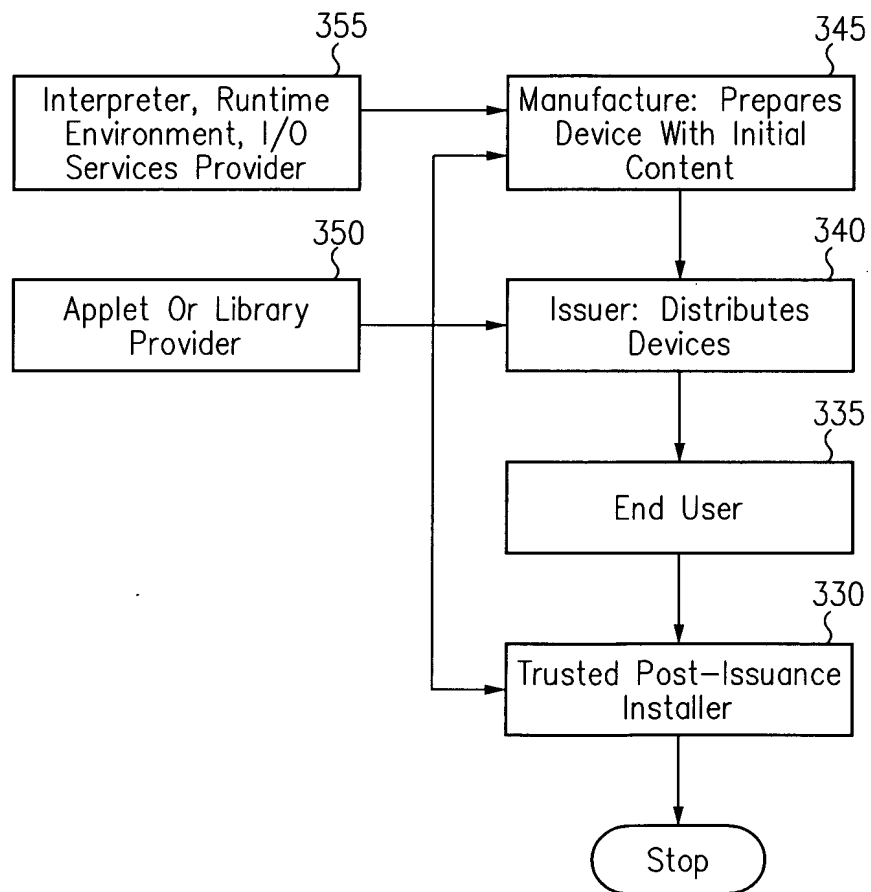 355
Interpreter, Runtime
Environment, I/O
Services Provider
345
Manufacture: Prepares
Device With Initial
Content
350
Applet Or Library
Provider
340
Issuer: Distributes
Devices
335
End User
330
Trusted Post-Issuance
Installer
Stop